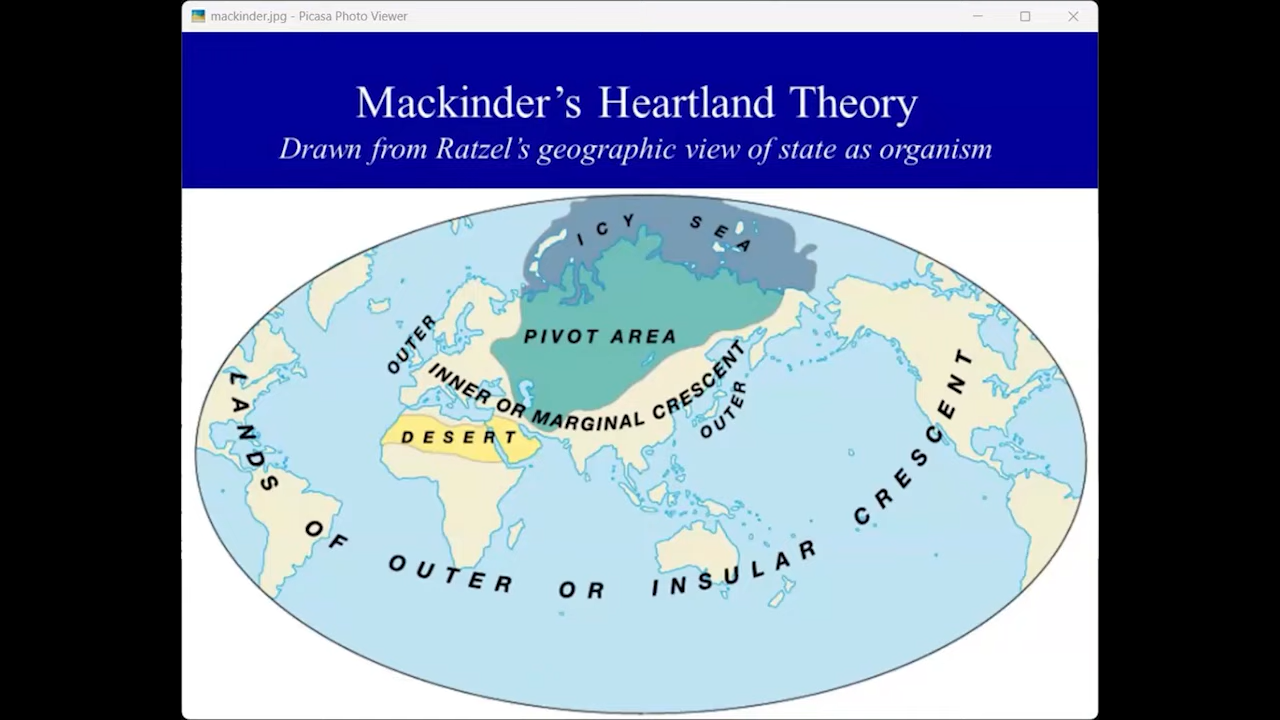 mackinder.jpg - Picasa Photo Viewer
Mackinder's Heartland Theory
Drawn from Ratzel's geographic view of state as organism
ICY SEA
PIVOT AREA
OUTER
INNER OR MARGINAL CRESCENT
OUTER
DESERT
LANDS OF OUTER OR INSULAR CRESCENT